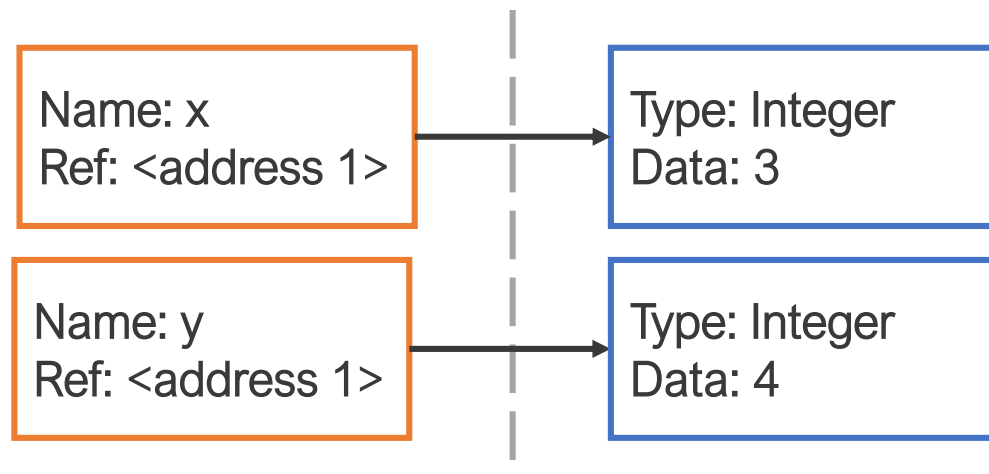 Name: x
Ref: <address 1>
Type: Integer
Data: 3
Name: y
Ref: <address 1>
Type: Integer
Data: 4